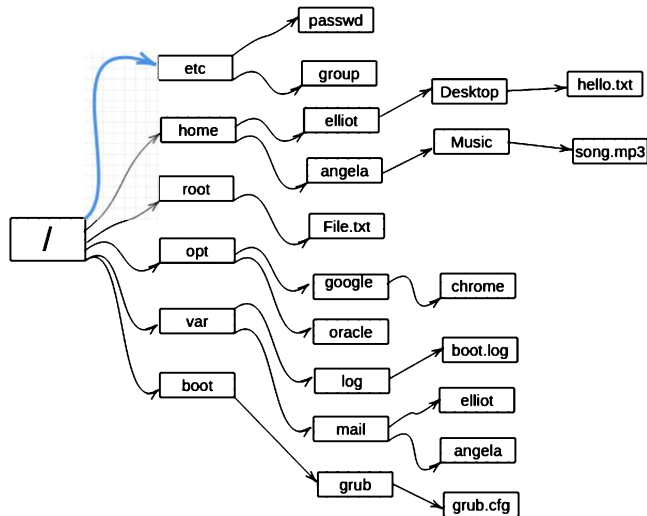 passwd
etc
group
hello.txt
Desktop
home
elliot
Music
song.mp3
angela
root
File.txt
/
opt
google
chrome
var
oracle
boot.log
log
boot
elliot
mail
angela
grub
grub.cfg